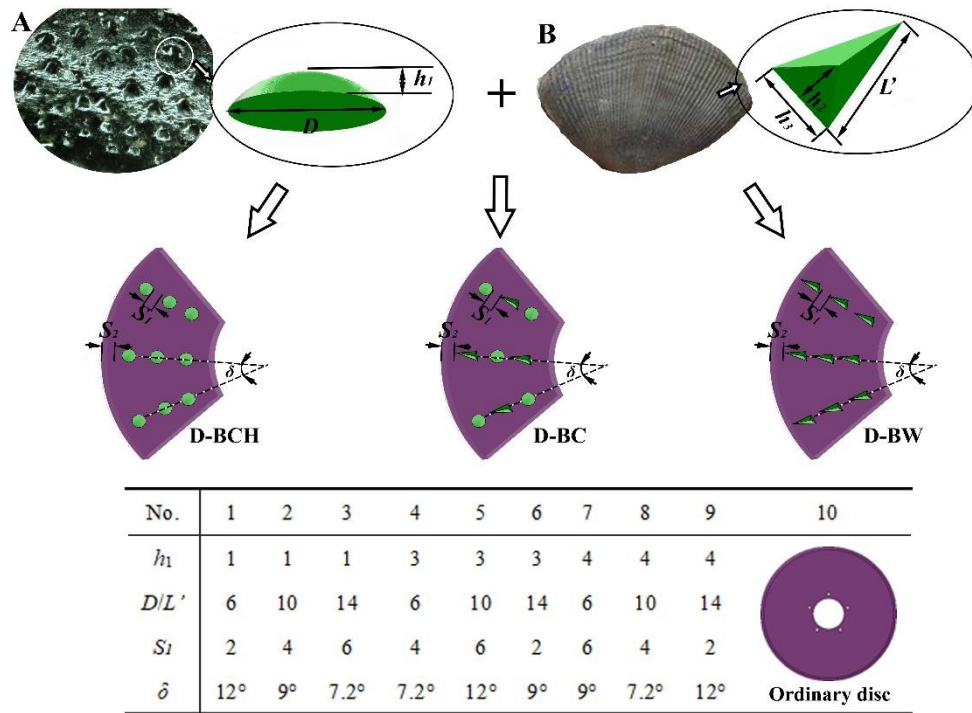 A
h1
D
+
B
h2
h3
L'
S1
S2
δ
D-BCH
S1
S2
δ
D-BC
S1
S2
δ
D-BW
No. 1 2 3 4 5 6 7 8 9 10
h1 1 1 1 3 3 3 4 4 4
D/L' 6 10 14 6 10 14 6 10 14
S1 2 4 6 4 6 2 6 4 2
δ 12° 9° 7.2° 7.2° 12° 9° 9° 7.2° 12°
Ordinary disc